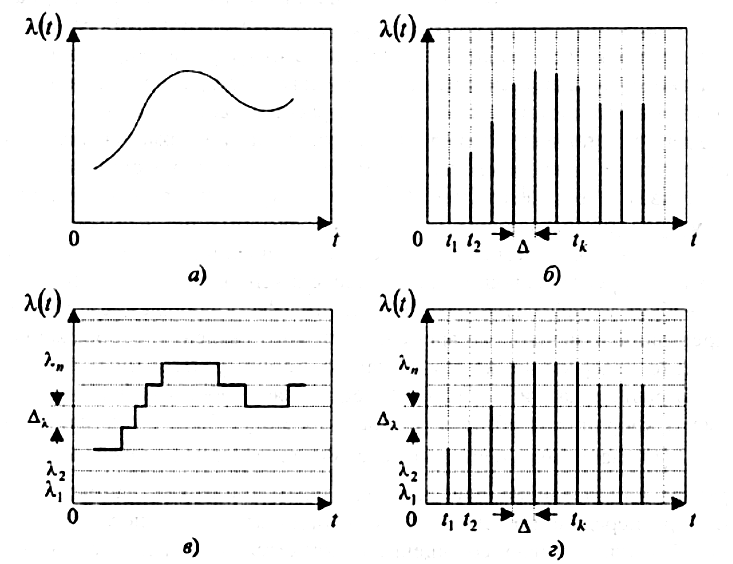 λ(t)
0
t
а)
λ(t)
0
t₁ t₂
Δ
tₖ
t
б)
λ(t)
λₙ
Δλ
λ₂
λ₁
0
t
в)
λ(t)
λₙ
Δλ
λ₂
λ₁
0
t₁ t₂
Δ
tₖ
t
г)